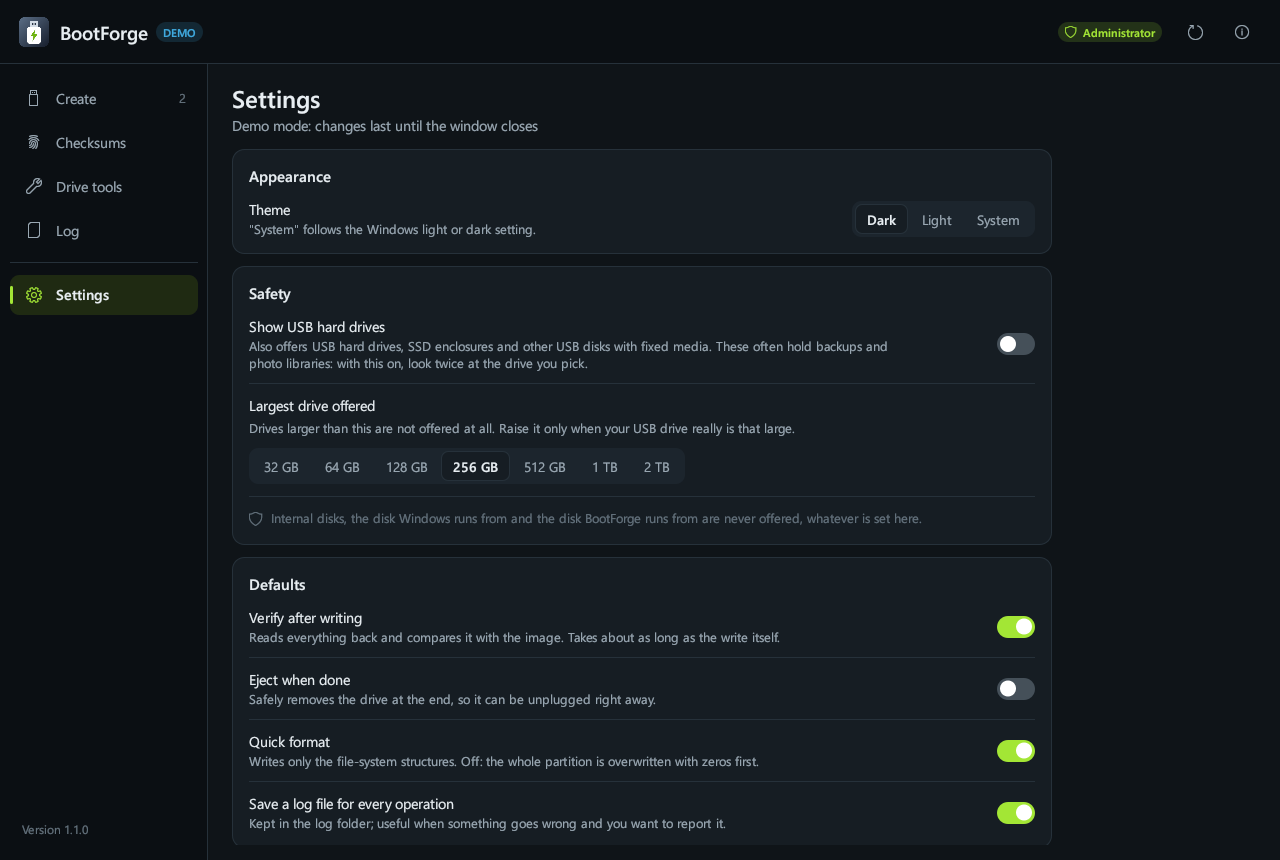 BootForge DEMO
Administrator
Create 2
Checksums
Drive tools
Log
Settings
Version 1.1.0
Settings
Demo mode: changes last until the window closes
Appearance
Theme
"System" follows the Windows light or dark setting.
Dark Light System
Safety
Show USB hard drives
Also offers USB hard drives, SSD enclosures and other USB disks with fixed media. These often hold backups and
photo libraries: with this on, look twice at the drive you pick.
Largest drive offered
Drives larger than this are not offered at all. Raise it only when your USB drive really is that large.
32 GB 64 GB 128 GB 256 GB 512 GB 1 TB 2 TB
Internal disks, the disk Windows runs from and the disk BootForge runs from are never offered, whatever is set here.
Defaults
Verify after writing
Reads everything back and compares it with the image. Takes about as long as the write itself.
Eject when done
Safely removes the drive at the end, so it can be unplugged right away.
Quick format
Writes only the file-system structures. Off: the whole partition is overwritten with zeros first.
Save a log file for every operation
Kept in the log folder; useful when something goes wrong and you want to report it.